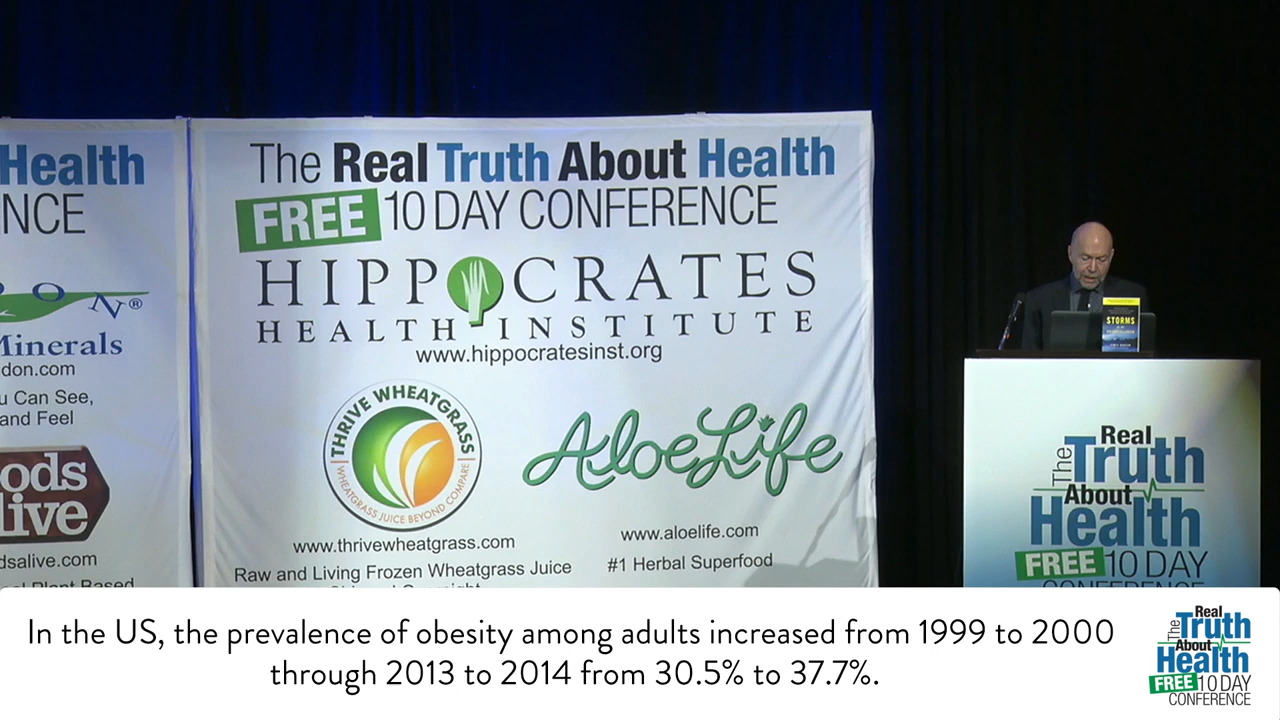 Health
NCE
PON®
Minerals
don.com
u Can See,
and Feel
ods
live
dsalive.com
The Real Truth About Health
FREE 10 DAY CONFERENCE
HIPPOCRATES
HEALTH INSTITUTE
www.hippocratesinst.org
THRIVE WHEATGRASS
WHEATGRASS JUICE BEYOND COMPARE
www.thrivewheatgrass.com
Raw and Living Frozen Wheatgrass Juice
AloeLife
www.aloelife.com
#1 Herbal Superfood
STORMS
The Real
Truth
About
Health
FREE 10 DAY
CONFERENCE
In the US, the prevalence of obesity among adults increased from 1999 to 2000
through 2013 to 2014 from 30.5% to 37.7%.
The Real
Truth
About
Health
FREE 10 DAY
CONFERENCE